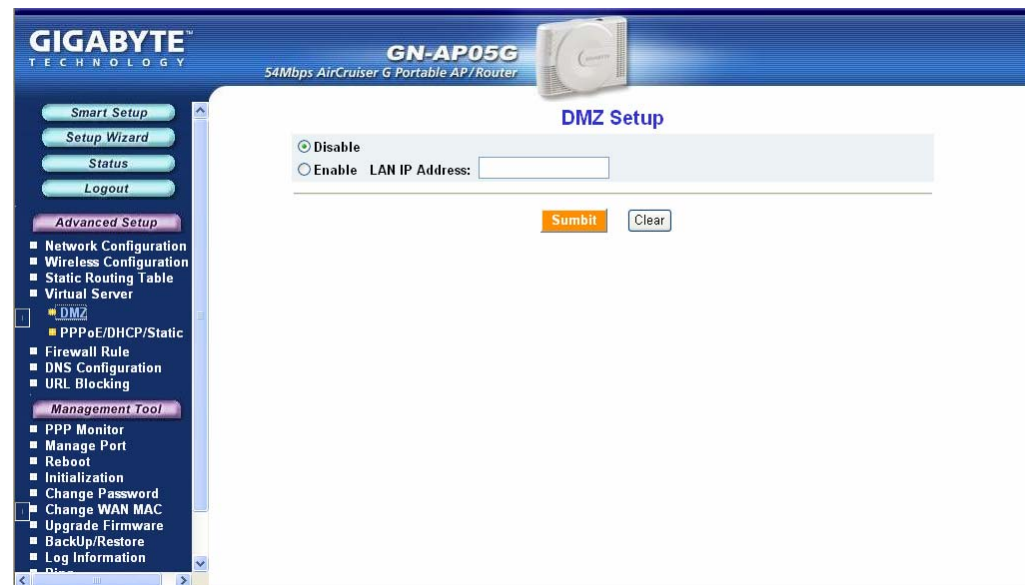 GIGABYTE™
TECHNOLOGY
GN-AP05G
54Mbps AirCruiser G Portable AP/Router
Smart Setup
Setup Wizard
Status
Logout
Advanced Setup
Network Configuration
Wireless Configuration
Static Routing Table
Virtual Server
DMZ
PPPoE/DHCP/Static
Firewall Rule
DNS Configuration
URL Blocking
Management Tool
PPP Monitor
Manage Port
Reboot
Initialization
Change Password
Change WAN MAC
Upgrade Firmware
BackUp/Restore
Log Information
DMZ Setup
Disable
Enable LAN IP Address:
Sumbit Clear